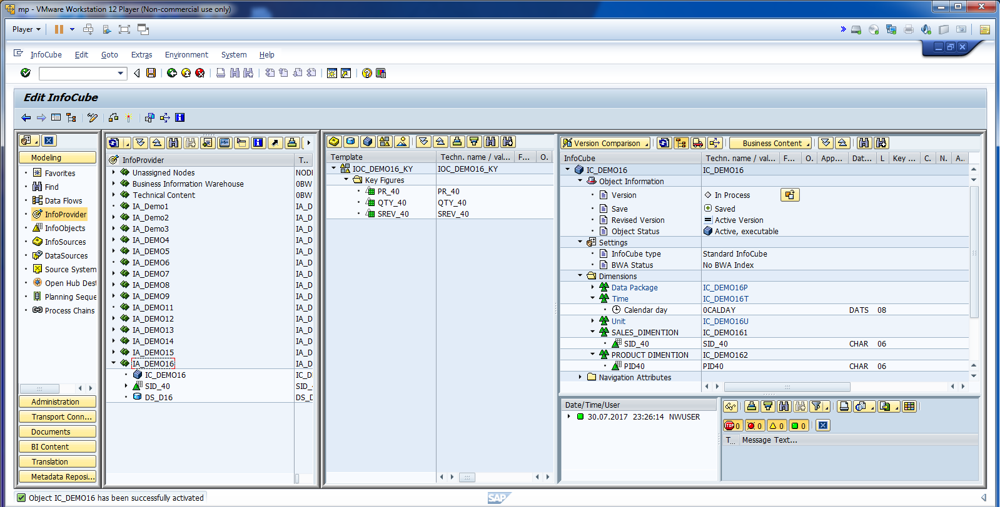 mp - VMware Workstation 12 Player (Non-commercial use only)
Player
InfoCube Edit Goto Extras Environment System Help
Edit InfoCube
Modeling
Favorites
Find
Data Flows
InfoProvider
InfoObjects
InfoSources
DataSources
Source System
Open Hub Dest
Planning Seque
Process Chains
Administration
Transport Conn...
Documents
BI Content
Translation
Metadata Reposi...
InfoProvider T..
Unassigned Nodes NODE
Business Information Warehouse 0BW
Technical Content 0BW
IA_Demo1 IA_D
IA_Demo2 IA_D
IA_Demo3 IA_D
IA_DEMO4 IA_D
IA_DEMO5 IA_D
IA_DEMO6 IA_D
IA_DEMO7 IA_D
IA_DEMO8 IA_D
IA_DEMO9 IA_D
IA_DEMO11 IA_D
IA_DEMO12 IA_D
IA_DEMO13 IA_D
IA_DEMO14 IA_D
IA_DEMO15 IA_D
IA_DEMO16 IA_D
IC_DEMO16 IC_D
SID_40 SID_
DS_D16 DS_D
Template Techn. name / val... F... O.
IOC_DEMO16_KY IOC_DEMO16_KY
Key Figures
PR_40 PR_40
QTY_40 QTY_40
SREV_40 SREV_40
Version Comparison Business Content
InfoCube Techn. name / val... F... O. App... Dat... L Key ... C. N. A..
IC_DEMO16 IC_DEMO16
Object Information
Version In Process
Save Saved
Revised Version Active Version
Object Status Active, executable
Settings
InfoCube type Standard InfoCube
BWA Status No BWA Index
Dimensions
Data Package IC_DEMO16P
Time IC_DEMO16T
Calendar day 0CALDAY DATS 08
Unit IC_DEMO16U
SALES_DIMENTION IC_DEMO161
SID_40 SID_40 CHAR 06
PRODUCT DIMENTION IC_DEMO162
PID40 PID40 CHAR 06
Navigation Attributes
Date/Time/User
30.07.2017 23:26:14 NWUSER
STOP 0 0 0 0
T... Message Text...
Object IC_DEMO16 has been successfully activated
SAP